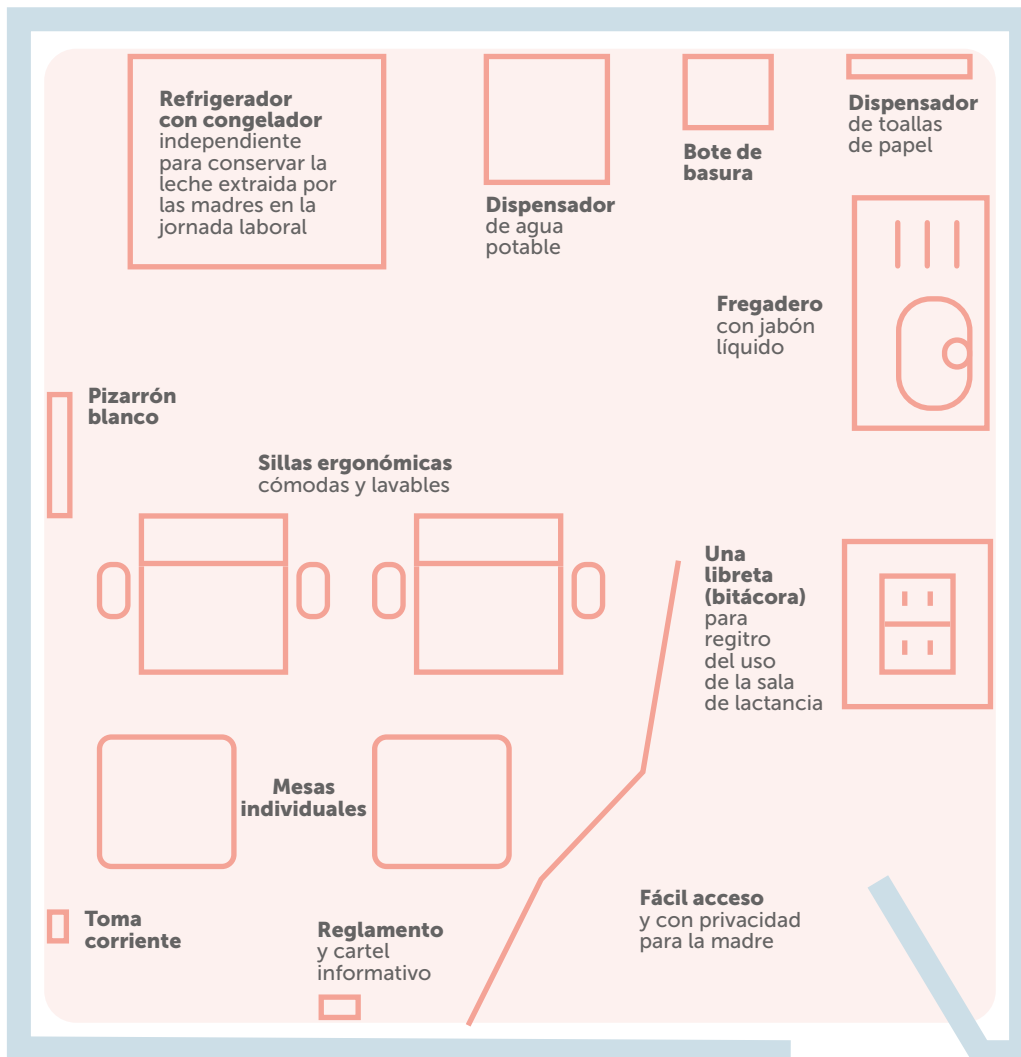 Refrigerador
con congelador
independiente
para conservar la
leche extraida por
las madres en la
jornada laboral
Dispensador
de agua
potable
Bote de
basura
Dispensador
de toallas
de papel
Fregadero
con jabón
líquido
Pizarrón
blanco
Sillas ergonómicas
cómodas y lavables
Una
libreta
(bitácora)
para
regitro
del uso
de la sala
de lactancia
Mesas
individuales
Toma
corriente
Reglamento
y cartel
informativo
Fácil acceso
y con privacidad
para la madre